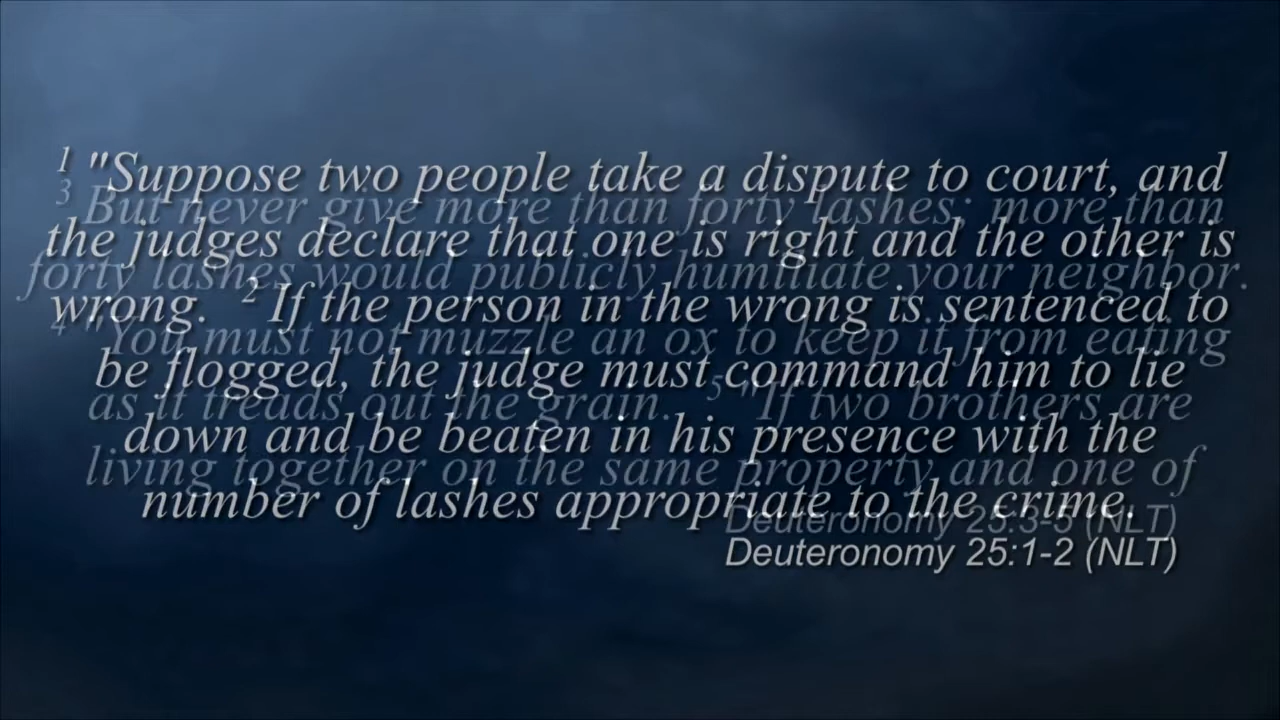 1 "Suppose two people take a dispute to court, and
the judges declare that one is right and the other is
wrong. 2 If the person in the wrong is sentenced to
be flogged, the judge must command him to lie
down and be beaten in his presence with the
number of lashes appropriate to the crime.
Deuteronomy 25:1-2 (NLT)
3 But never give more than forty lashes; more than
forty lashes would publicly humiliate your neighbor.
4 "You must not muzzle an ox to keep it from eating
as it treads out the grain. 5 "If two brothers are
living together on the same property and one of
Deuteronomy 25:3-5 (NLT)